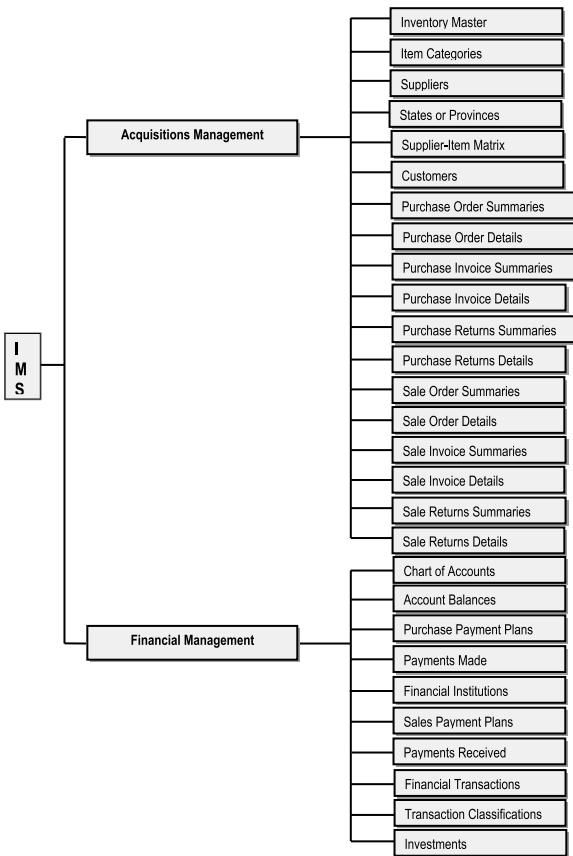 Inventory Master
Item Categories
Suppliers
States or Provinces
Acquisitions Management
Supplier-Item Matrix
Customers
Purchase Order Summaries
Purchase Order Details
Purchase Invoice Summaries
Purchase Invoice Details
Purchase Returns Summaries
I
M
S
Purchase Returns Details
Sale Order Summaries
Sale Order Details
Sale Invoice Summaries
Sale Invoice Details
Sale Returns Summaries
Sale Returns Details
Chart of Accounts
Account Balances
Financial Management
Purchase Payment Plans
Payments Made
Financial Institutions
Sales Payment Plans
Payments Received
Financial Transactions
Transaction Classifications
Investments